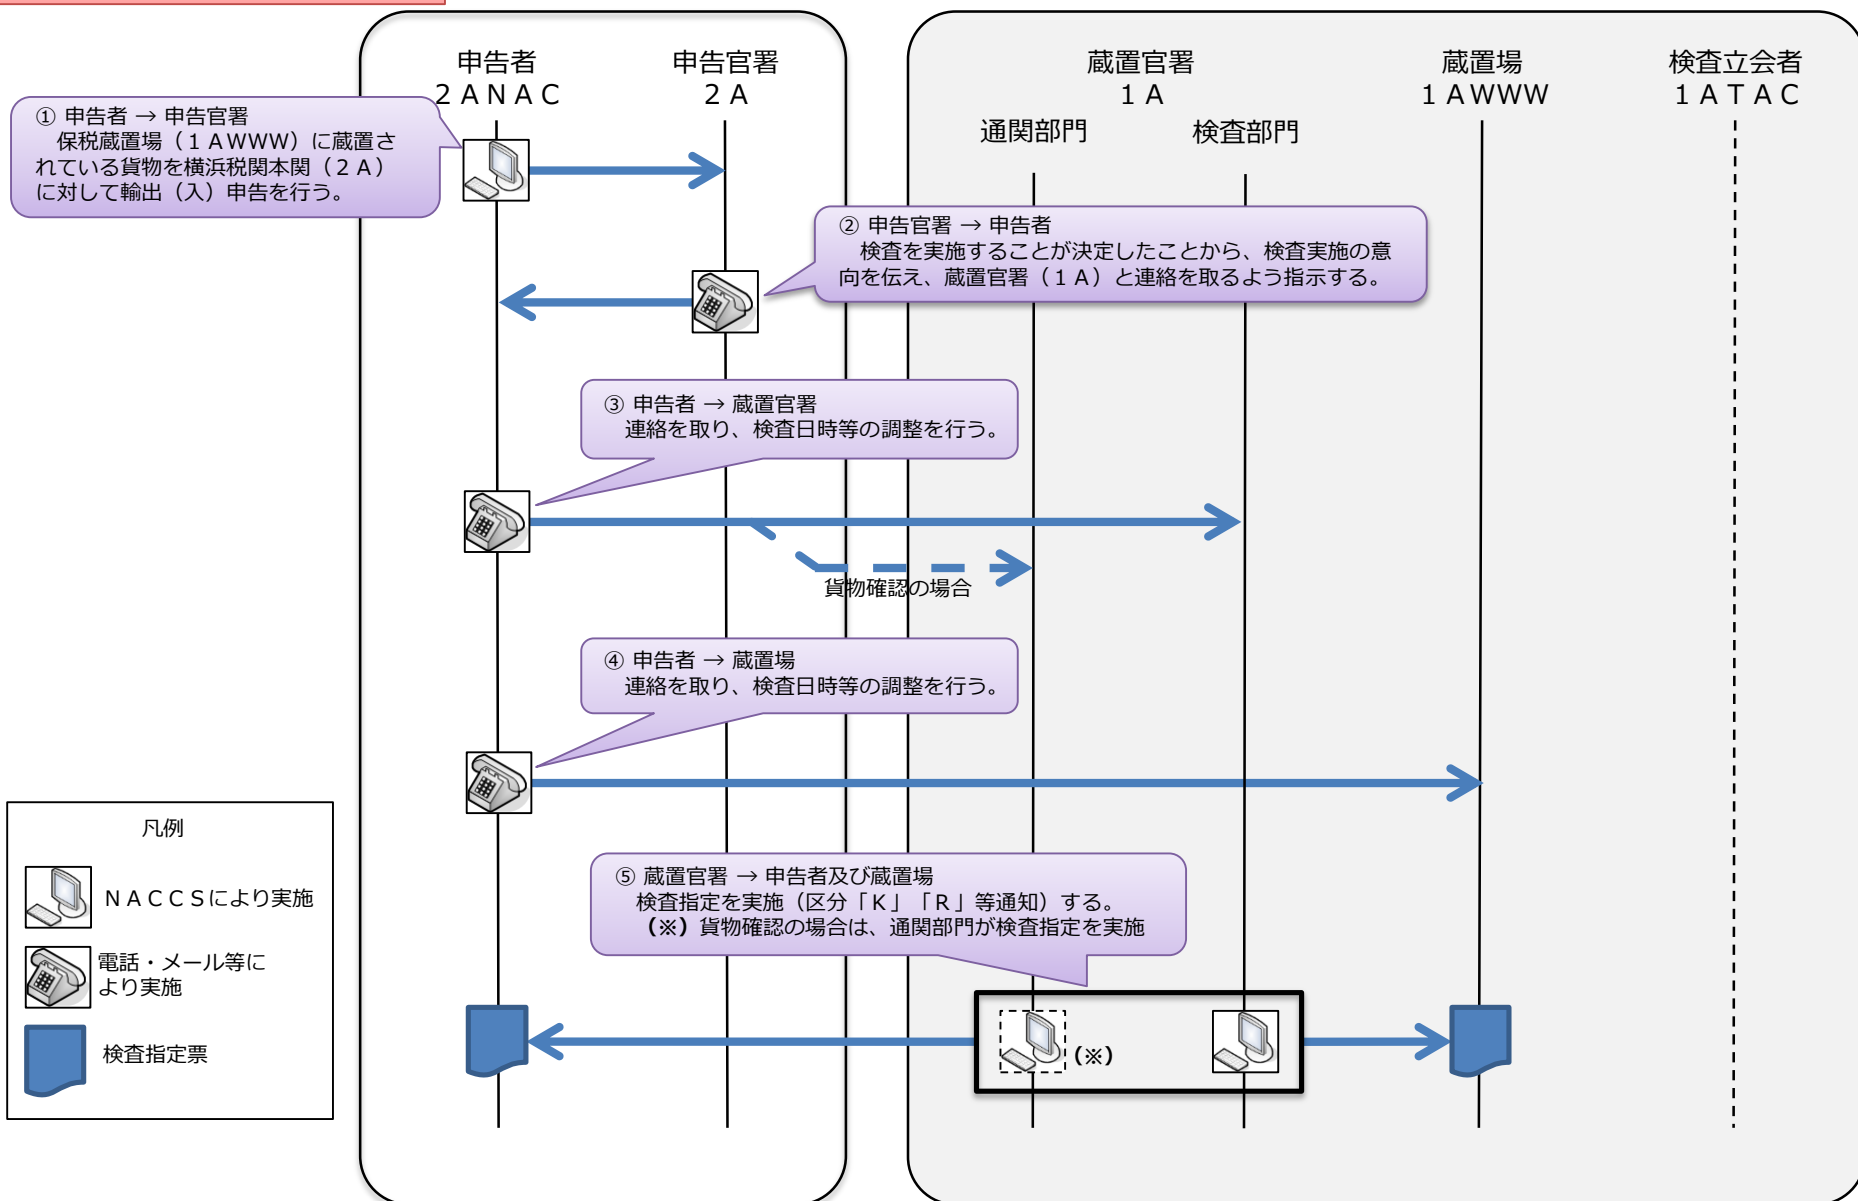 申告者
２ＡＮＡＣ
申告官署
２Ａ
蔵置官署
１Ａ
通関部門
検査部門
蔵置場
１ＡＷＷＷ
検査立会者
１ＡＴＡＣ
① 申告者 → 申告官署
保税蔵置場（１ＡＷＷＷ）に蔵置さ
れている貨物を横浜税関本関（２Ａ）
に対して輸出（入）申告を行う。
② 申告官署 → 申告者
検査を実施することが決定したことから、検査実施の意
向を伝え、蔵置官署（１Ａ）と連絡を取るよう指示する。
③ 申告者 → 蔵置官署
連絡を取り、検査日時等の調整を行う。
貨物確認の場合
④ 申告者 → 蔵置場
連絡を取り、検査日時等の調整を行う。
⑤ 蔵置官署 → 申告者及び蔵置場
検査指定を実施（区分「Ｋ」「Ｒ」等通知）する。
（※）貨物確認の場合は、通関部門が検査指定を実施
（※）
凡例
ＮＡＣＣＳにより実施
電話・メール等に
より実施
検査指定票